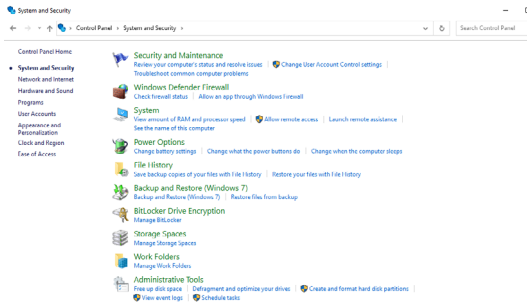 System and Security
Control Panel > System and Security >
Search Control Panel
Control Panel Home
System and Security
Network and Internet
Hardware and Sound
Programs
User Accounts
Appearance and
Personalization
Clock and Region
Ease of Access
Security and Maintenance
Review your computer's status and resolve issues | Change User Account Control settings |
Troubleshoot common computer problems
Windows Defender Firewall
Check firewall status | Allow an app through Windows Firewall
System
View amount of RAM and processor speed | Allow remote access | Launch remote assistance |
See the name of this computer
Power Options
Change battery settings | Change what the power buttons do | Change when the computer sleeps
File History
Save backup copies of your files with File History | Restore your files with File History
Backup and Restore (Windows 7)
Backup and Restore (Windows 7) | Restore files from backup
BitLocker Drive Encryption
Manage BitLocker
Storage Spaces
Manage Storage Spaces
Work Folders
Manage Work Folders
Administrative Tools
Free up disk space | Defragment and optimize your drives | Create and format hard disk partitions |
View event logs | Schedule tasks